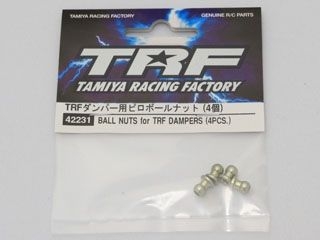 TAMIYA RACING FACTORY
GENUINE R/C PARTS
TRF
TAMIYA RACING FACTORY
TRFダンパー用ピロボールナット (4個)
42231 BALL NUTS for TRF DAMPERS (4PCS.)